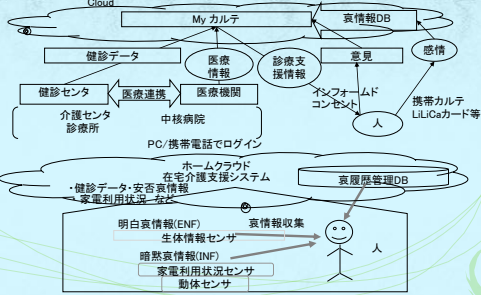 Cloud
My カルテ
哀情報DB
健診データ
医療
情報
診療支
援情報
意見
感情
健診センタ
医療連携
医療機関
インフォームド
コンセント
人
携帯カルテ
LiLiCaカード等
介護センタ
診療所
中核病院
PC/携帯電話でログイン
ホームクラウド
在宅介護支援システム
・健診データ・安否哀情報
・家電利用状況 など
哀履歴管理DB
明白哀情報(ENF)
哀情報収集
生体情報センサ
人
暗黙哀情報(INF)
家電利用状況センサ
動体センサ